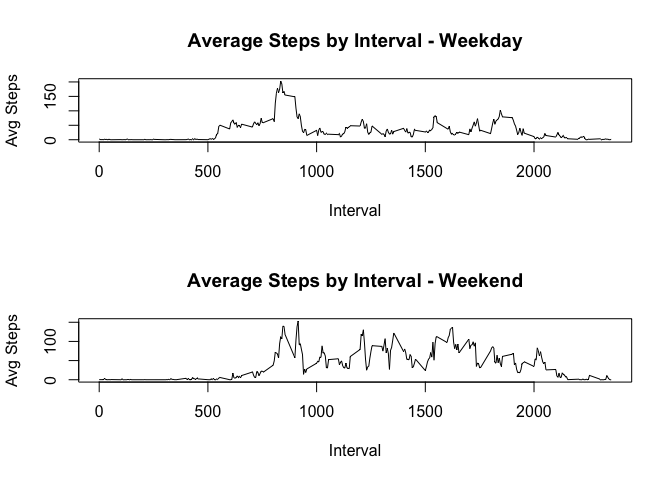 Average Steps by Interval - Weekday
Avg Steps
150
0
0 500 1000 1500 2000
Interval
Average Steps by Interval - Weekend
Avg Steps
100
0
0 500 1000 1500 2000
Interval